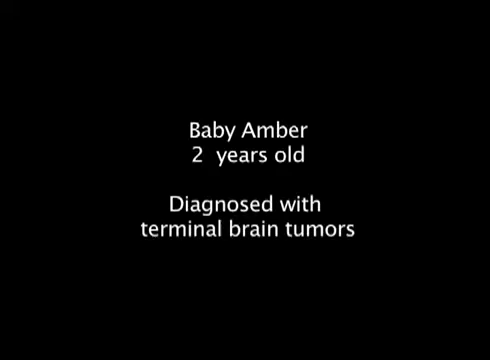 Baby Amber
2 years old
Diagnosed with
terminal brain tumors